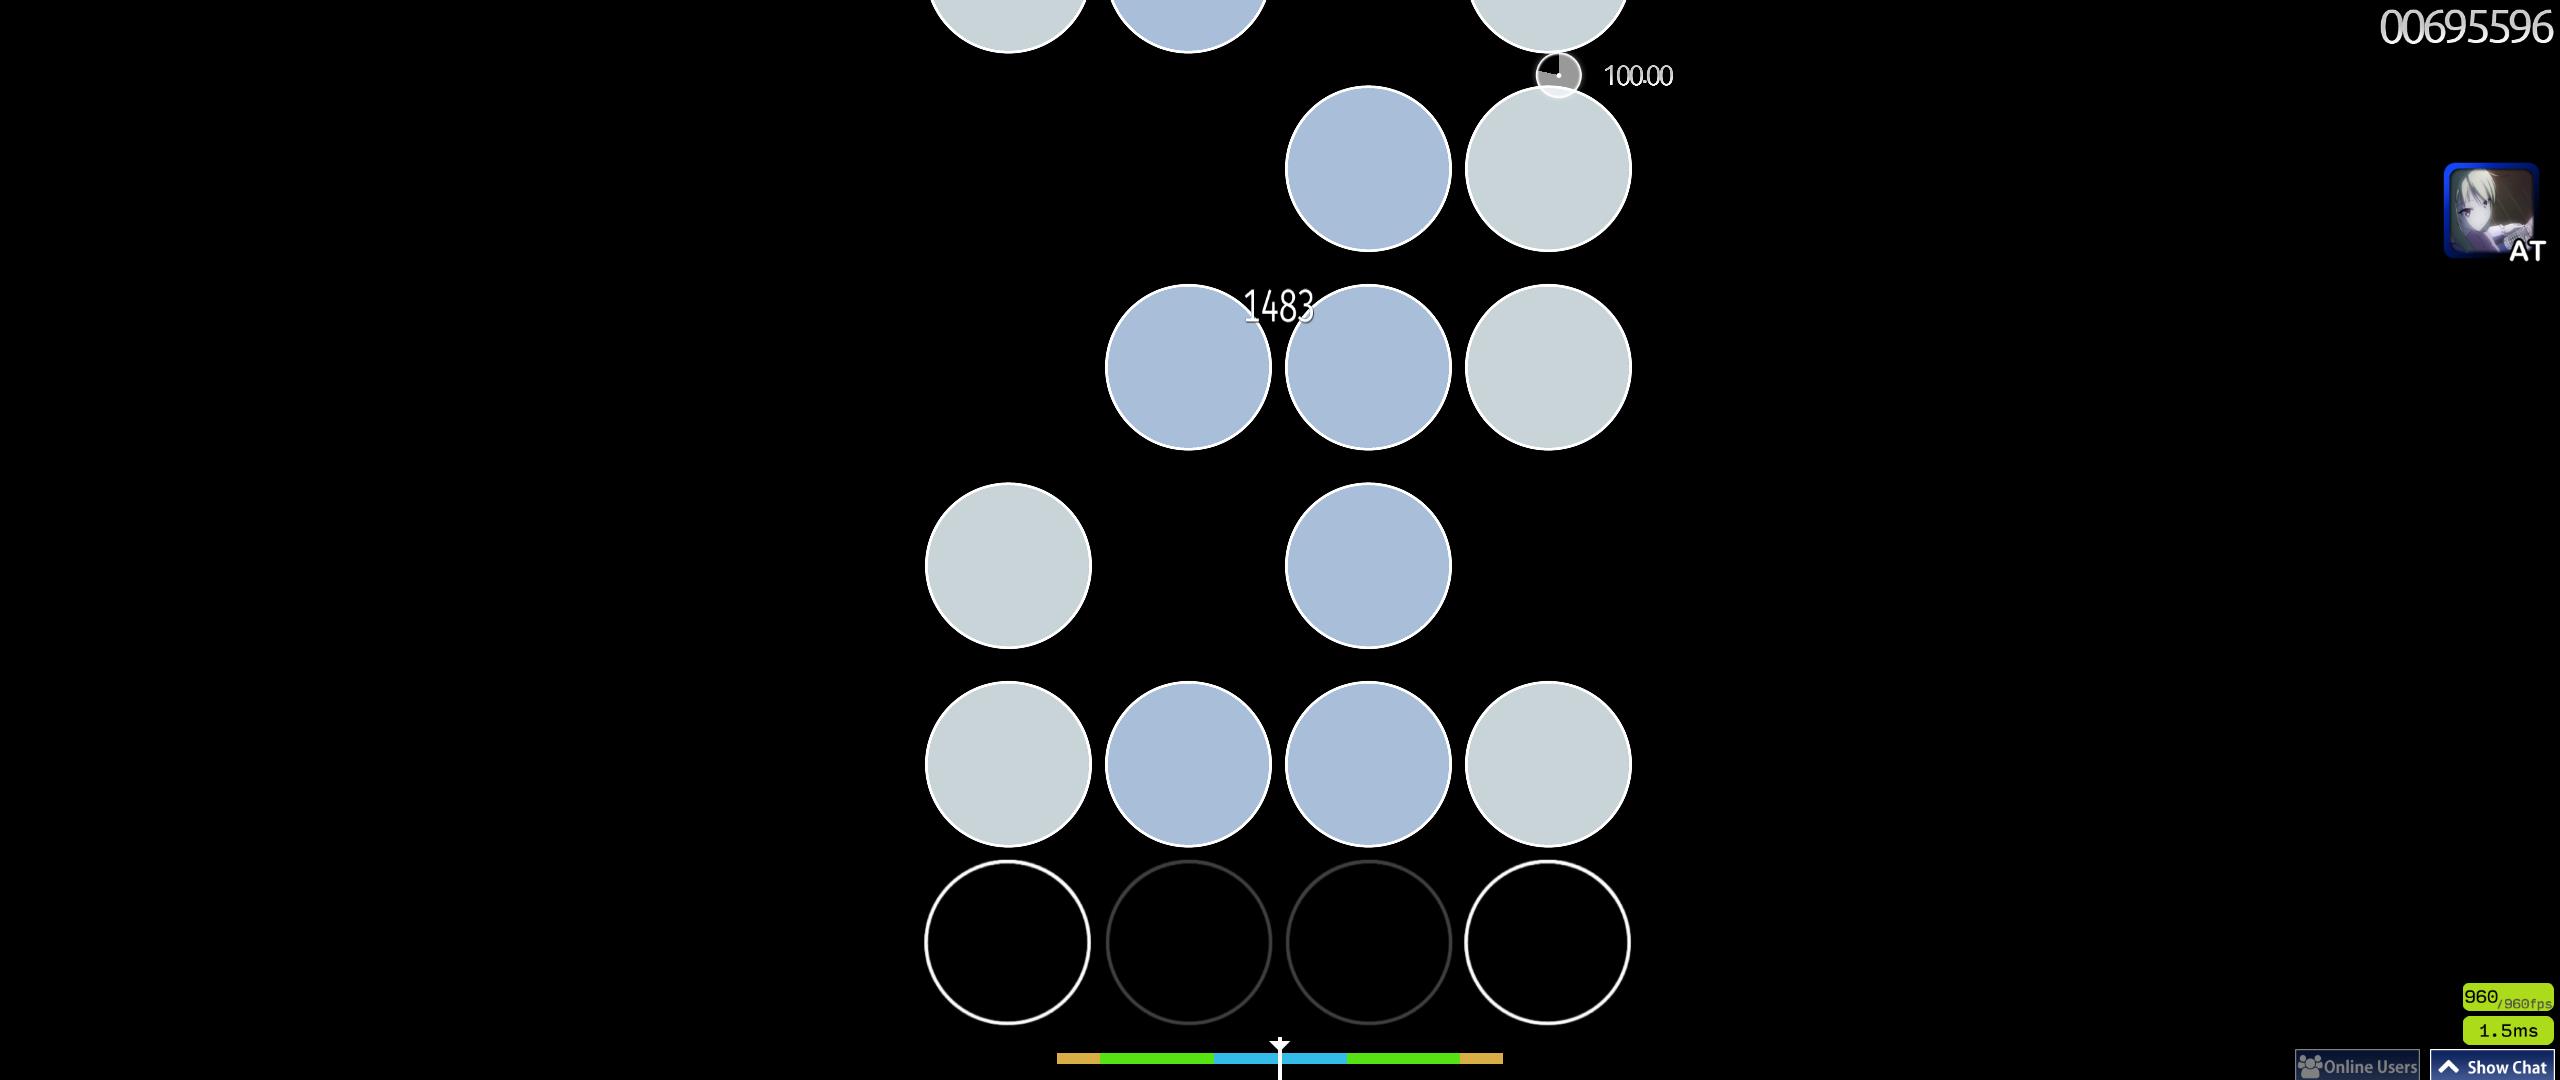 00695596
100.00
1483
AT
960/960fps
1.5ms
Online Users
Show Chat